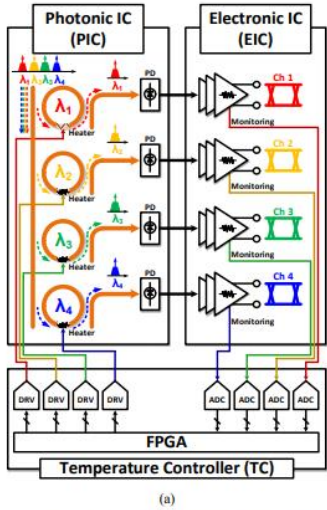 Photonic IC (PIC)
Electronic IC (EIC)
λ₁ λ₂ λ₃ λ₄
λ₁
λ₁
Heater
PD
Monitoring
Ch 1
λ₂
λ₂
Heater
PD
Monitoring
Ch 2
λ₃
λ₃
Heater
PD
Monitoring
Ch 3
λ₄
λ₄
Heater
PD
Monitoring
Ch 4
DRV DRV DRV DRV ADC ADC ADC ADC
FPGA
Temperature Controller (TC)
(a)